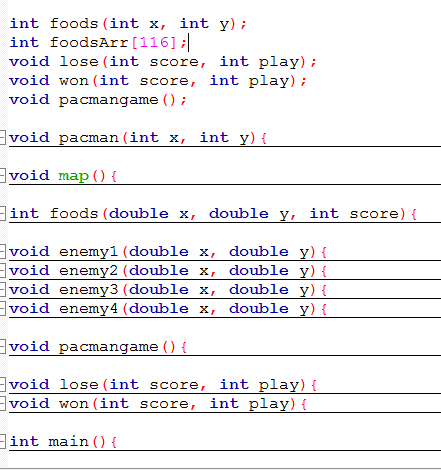 int foods(int x, int y);
int foodsArr[116];
void lose(int score, int play);
void won(int score, int play);
void pacmangame();
void pacman(int x, int y){
void map(){
int foods(double x, double y, int score){
void enemy1(double x, double y){
void enemy2(double x, double y){
void enemy3(double x, double y){
void enemy4(double x, double y){
void pacmangame(){
void lose(int score, int play){
void won(int score, int play){
int main(){